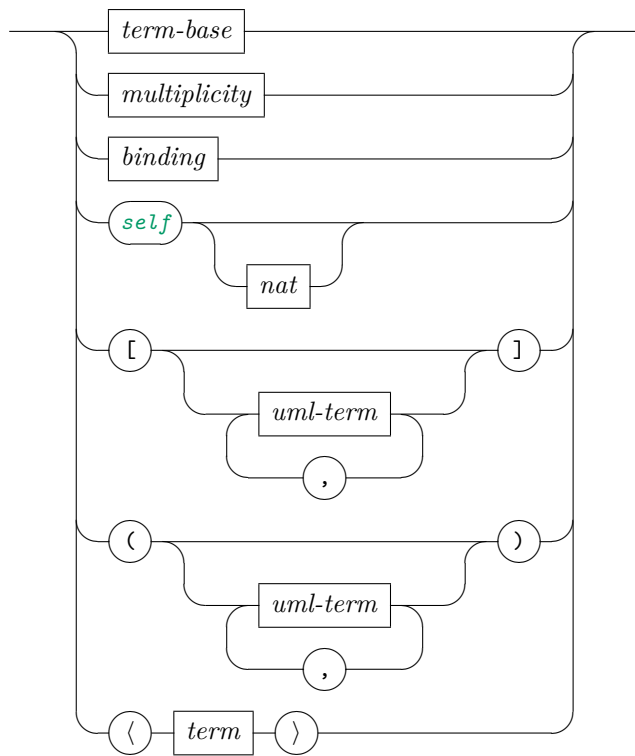 term-base
multiplicity
binding
self
nat
[ ]
uml-term
,
( )
uml-term
,
⟨ term ⟩